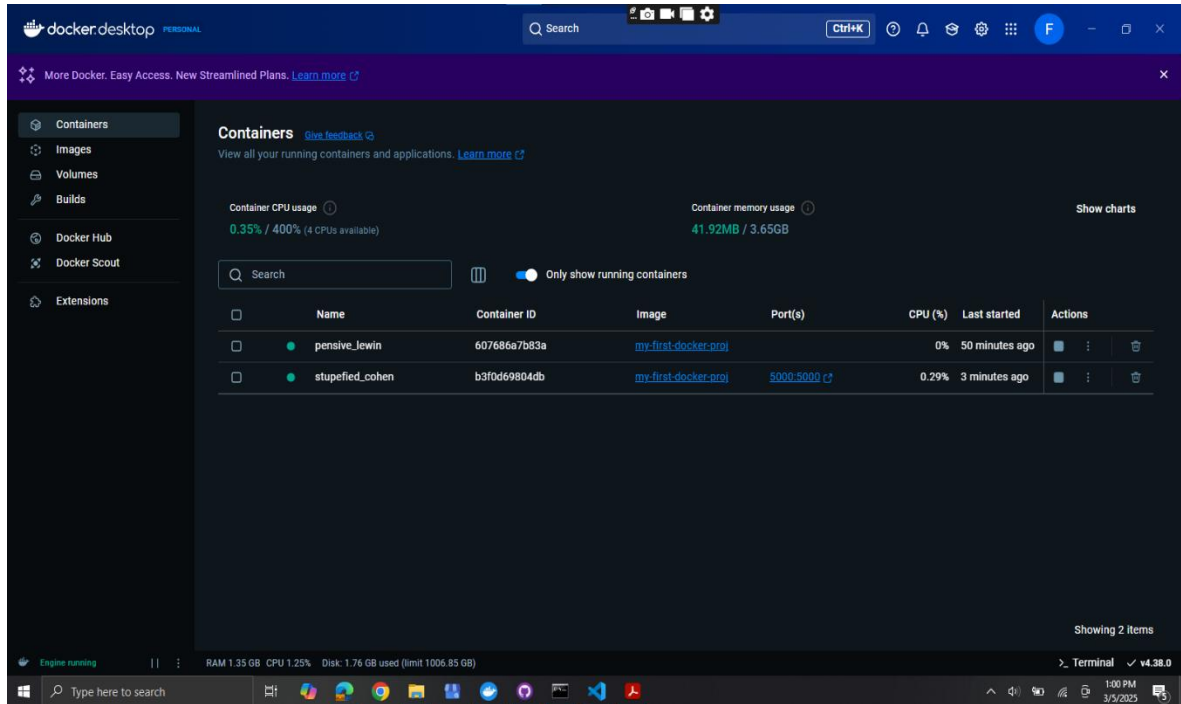 docker.desktop PERSONAL
Search
Ctrl+K
F
More Docker. Easy Access. New Streamlined Plans. Learn more
Containers
Images
Volumes
Builds
Docker Hub
Docker Scout
Extensions
Containers Give feedback
View all your running containers and applications. Learn more
Container CPU usage
0.35% / 400% (4 CPUs available)
Container memory usage
41.92MB / 3.65GB
Show charts
Search
Only show running containers
Name Container ID Image Port(s) CPU (%) Last started Actions
pensive_lewin 607686a7b83a my-first-docker-proj 0% 50 minutes ago
stupefied_cohen b3f0d69804db my-first-docker-proj 5000:5000 0.29% 3 minutes ago
Showing 2 items
Engine running RAM 1.35 GB CPU 1.25% Disk: 1.76 GB used (limit 1006.85 GB) Terminal v4.38.0
Type here to search
1:00 PM
3/5/2025
5